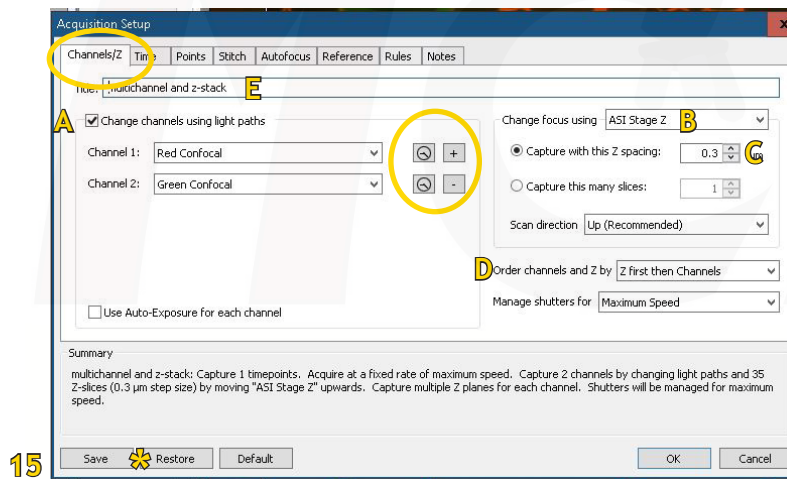 Acquisition Setup
x
Channels/Z Time Points Stitch Autofocus Reference Rules Notes
Title: multichannel and z-stack E
A Change channels using light paths
Change focus using ASI Stage Z B
Channel 1: Red Confocal +
Capture with this Z spacing: 0.3 C µm
Channel 2: Green Confocal -
Capture this many slices: 1
Scan direction Up (Recommended)
D Order channels and Z by Z first then Channels
Manage shutters for Maximum Speed
Use Auto-Exposure for each channel
Summary
multichannel and z-stack: Capture 1 timepoints. Acquire at a fixed rate of maximum speed. Capture 2 channels by changing light paths and 35
Z-slices (0.3 µm step size) by moving "ASI Stage Z" upwards. Capture multiple Z planes for each channel. Shutters will be managed for maximum
speed.
15 Save * Restore Default OK Cancel